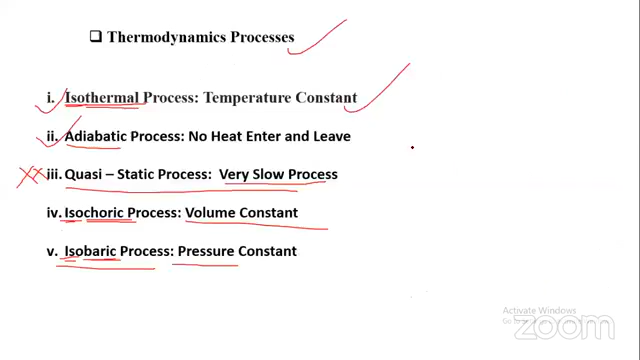 ❑ Thermodynamics Processes
i. Isothermal Process: Temperature Constant
ii. Adiabatic Process: No Heat Enter and Leave
XX iii. Quasi – Static Process: Very Slow Process
iv. Isochoric Process: Volume Constant
v. Isobaric Process: Pressure Constant
Activate Windows
zoom